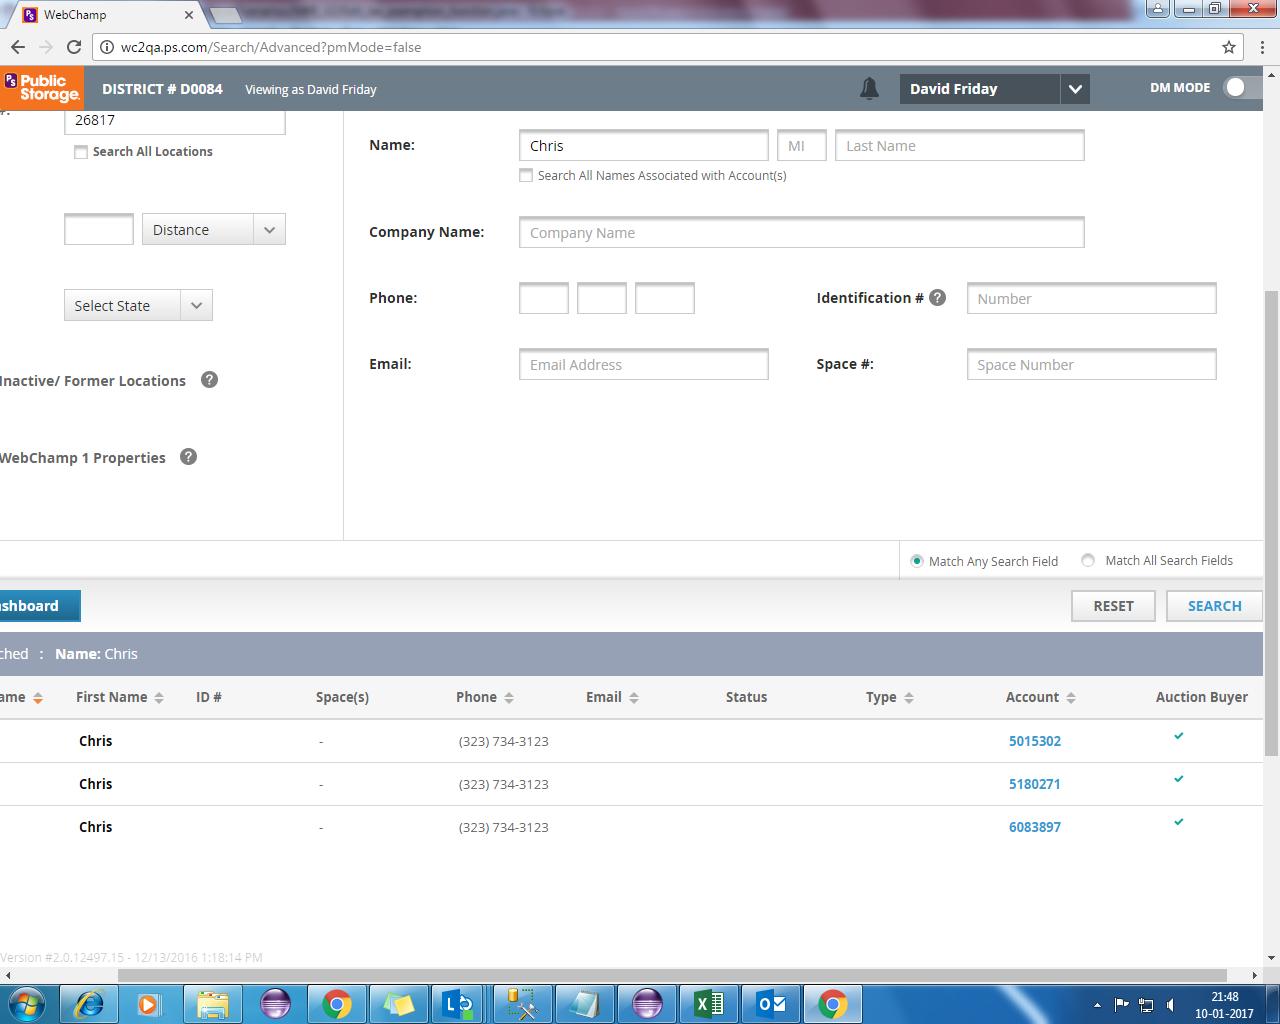 WebChamp
wc2qa.ps.com/Search/Advanced?pmMode=false
PS Public Storage. DISTRICT # D0084 Viewing as David Friday David Friday DM MODE
#: 26817
Search All Locations
Name: Chris MI Last Name
Search All Names Associated with Account(s)
Distance Company Name: Company Name
Select State Phone: Identification # ? Number
Email: Email Address Space #: Space Number
Inactive/ Former Locations ?
WebChamp 1 Properties ?
Match Any Search Field Match All Search Fields
shboard RESET SEARCH
ched : Name: Chris
ame First Name ID # Space(s) Phone Email Status Type Account Auction Buyer
Chris - (323) 734-3123 5015302
Chris - (323) 734-3123 5180271
Chris - (323) 734-3123 6083897
Version #2.0.12497.15 - 12/13/2016 1:18:14 PM
21:48
10-01-2017